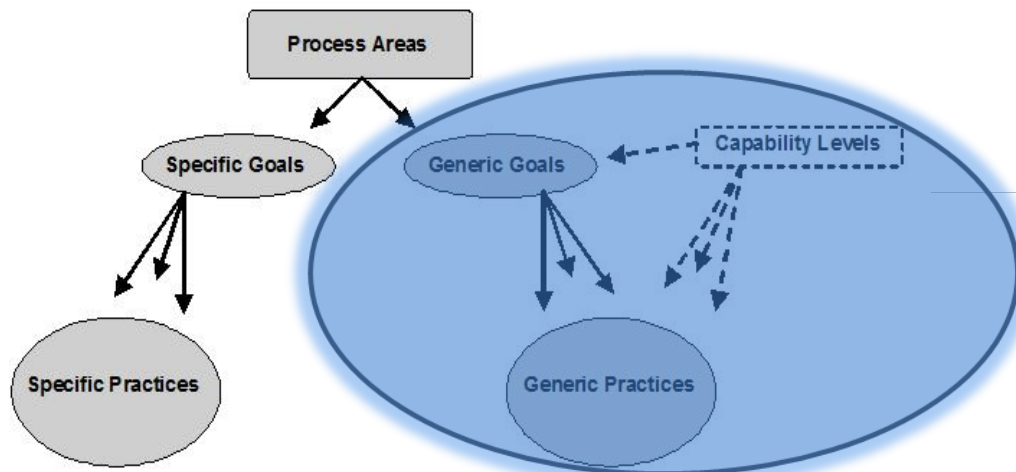 Process Areas
Specific Goals
Generic Goals
Capability Levels
Specific Practices
Generic Practices